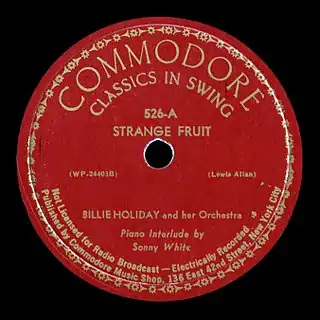 COMMODORE
CLASSICS IN SWING
526-A
STRANGE FRUIT
(WP-24403B) (Lewis Allan)
BILLIE HOLIDAY and her Orchestra
Piano Interlude by
Sonny White
Not Licensed for Radio Broadcast — Electrically Recorded
Published by Commodore Music Shop, 136 East 42nd Street, New York City